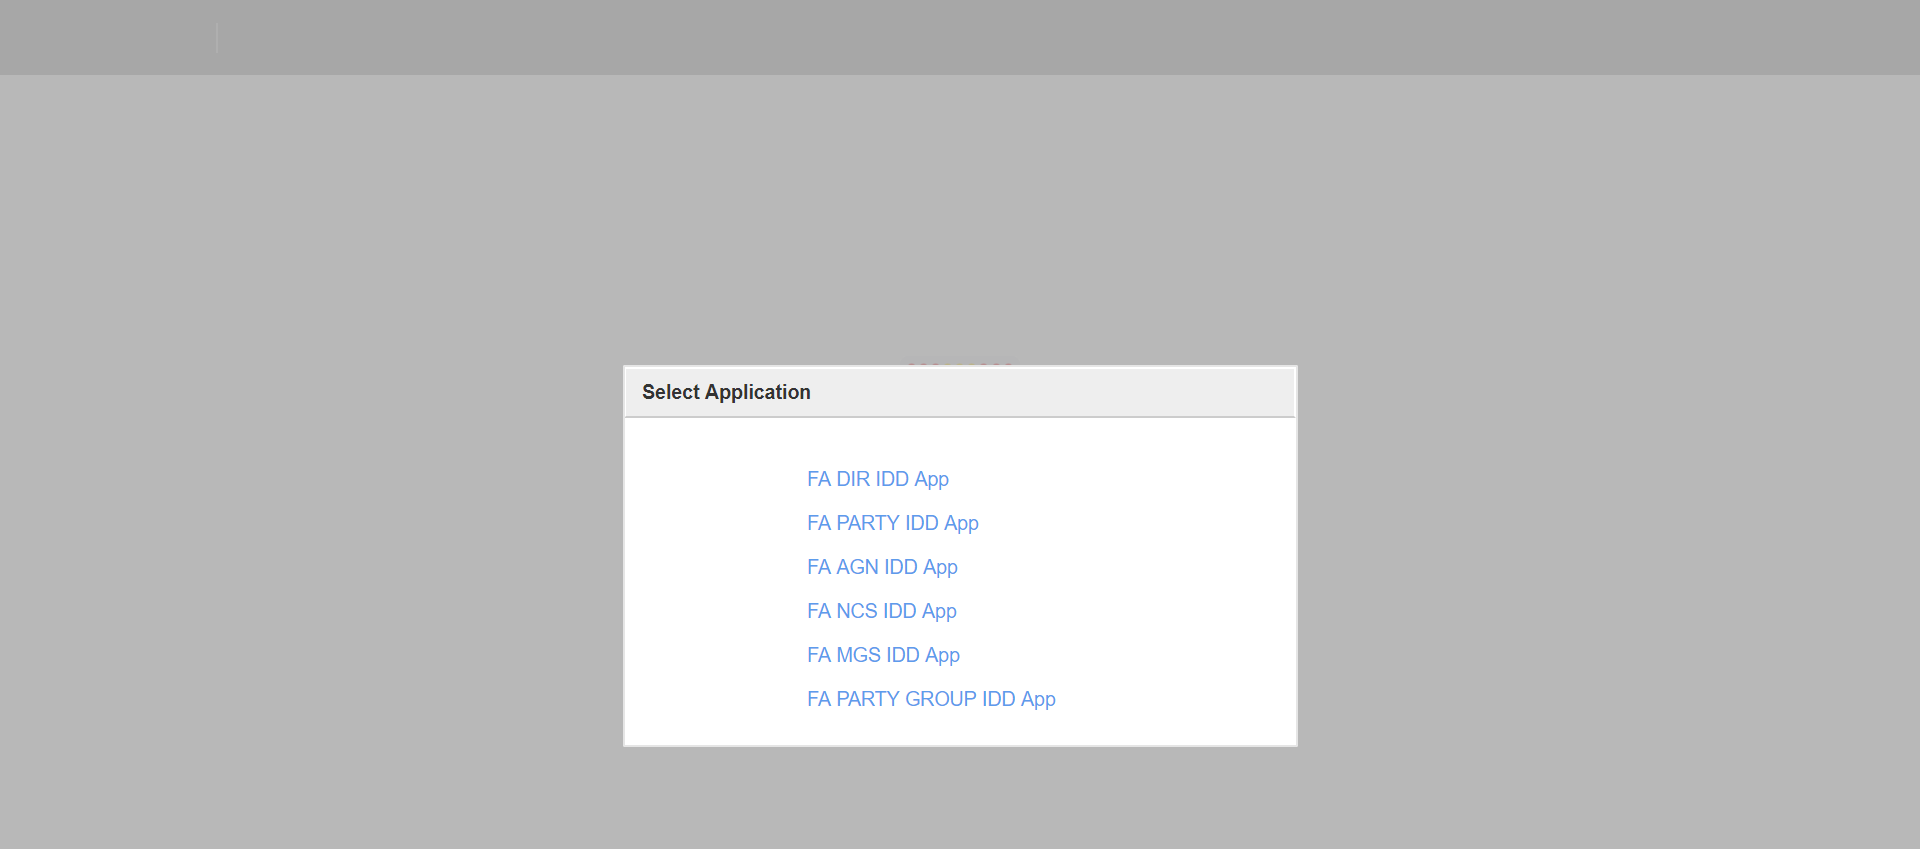 Select Application
FA DIR IDD App
FA PARTY IDD App
FA AGN IDD App
FA NCS IDD App
FA MGS IDD App
FA PARTY GROUP IDD App